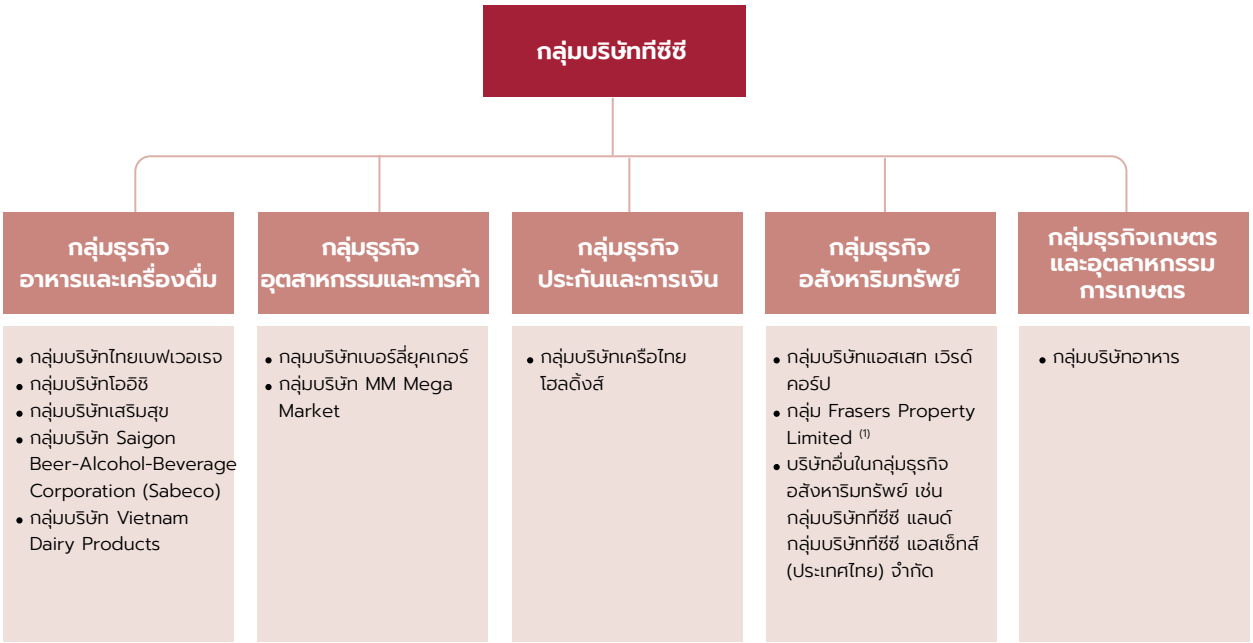 กลุ่มบริษัททีซีซี
กลุ่มธุรกิจ
อาหารและเครื่องดื่ม
• กลุ่มบริษัทไทยเบฟเวอเรจ
• กลุ่มบริษัทโออิชิ
• กลุ่มบริษัทเสริมสุข
• กลุ่มบริษัท Saigon
Beer-Alcohol-Beverage
Corporation (Sabeco)
• กลุ่มบริษัท Vietnam
Dairy Products
กลุ่มธุรกิจ
อุตสาหกรรมและการค้า
• กลุมบริษัทเบอร์ลี่ยุคเกอร์
• กลุ่มบริษัท MM Mega
Market
กลุ่มธุรกิจ
ประกันและการเงิน
• กลุ่มบริษัทเครือไทย
โฮลดิ้งส์
กลุ่มธุรกิจ
อสังหาริมทรัพย์
• กลุ่มบริษัทแอสเสท เวิรด์
คอร์ป
• กลุ่ม Frasers Property
Limited (1)
• บริษัทอื่นในกลุ่มธุรกิจ
อสังหาริมทรัพย์ เช่น
กลุ่มบริษัททีซีซี แลนด์
กลุ่มบริษัททีซีซี แอสเซ็ทส์
(ประเทศไทย) จำกัด
กลุ่มธุรกิจเกษตร
และอุตสาหกรรม
การเกษตร
• กลุ่มบริษัทอาหาร